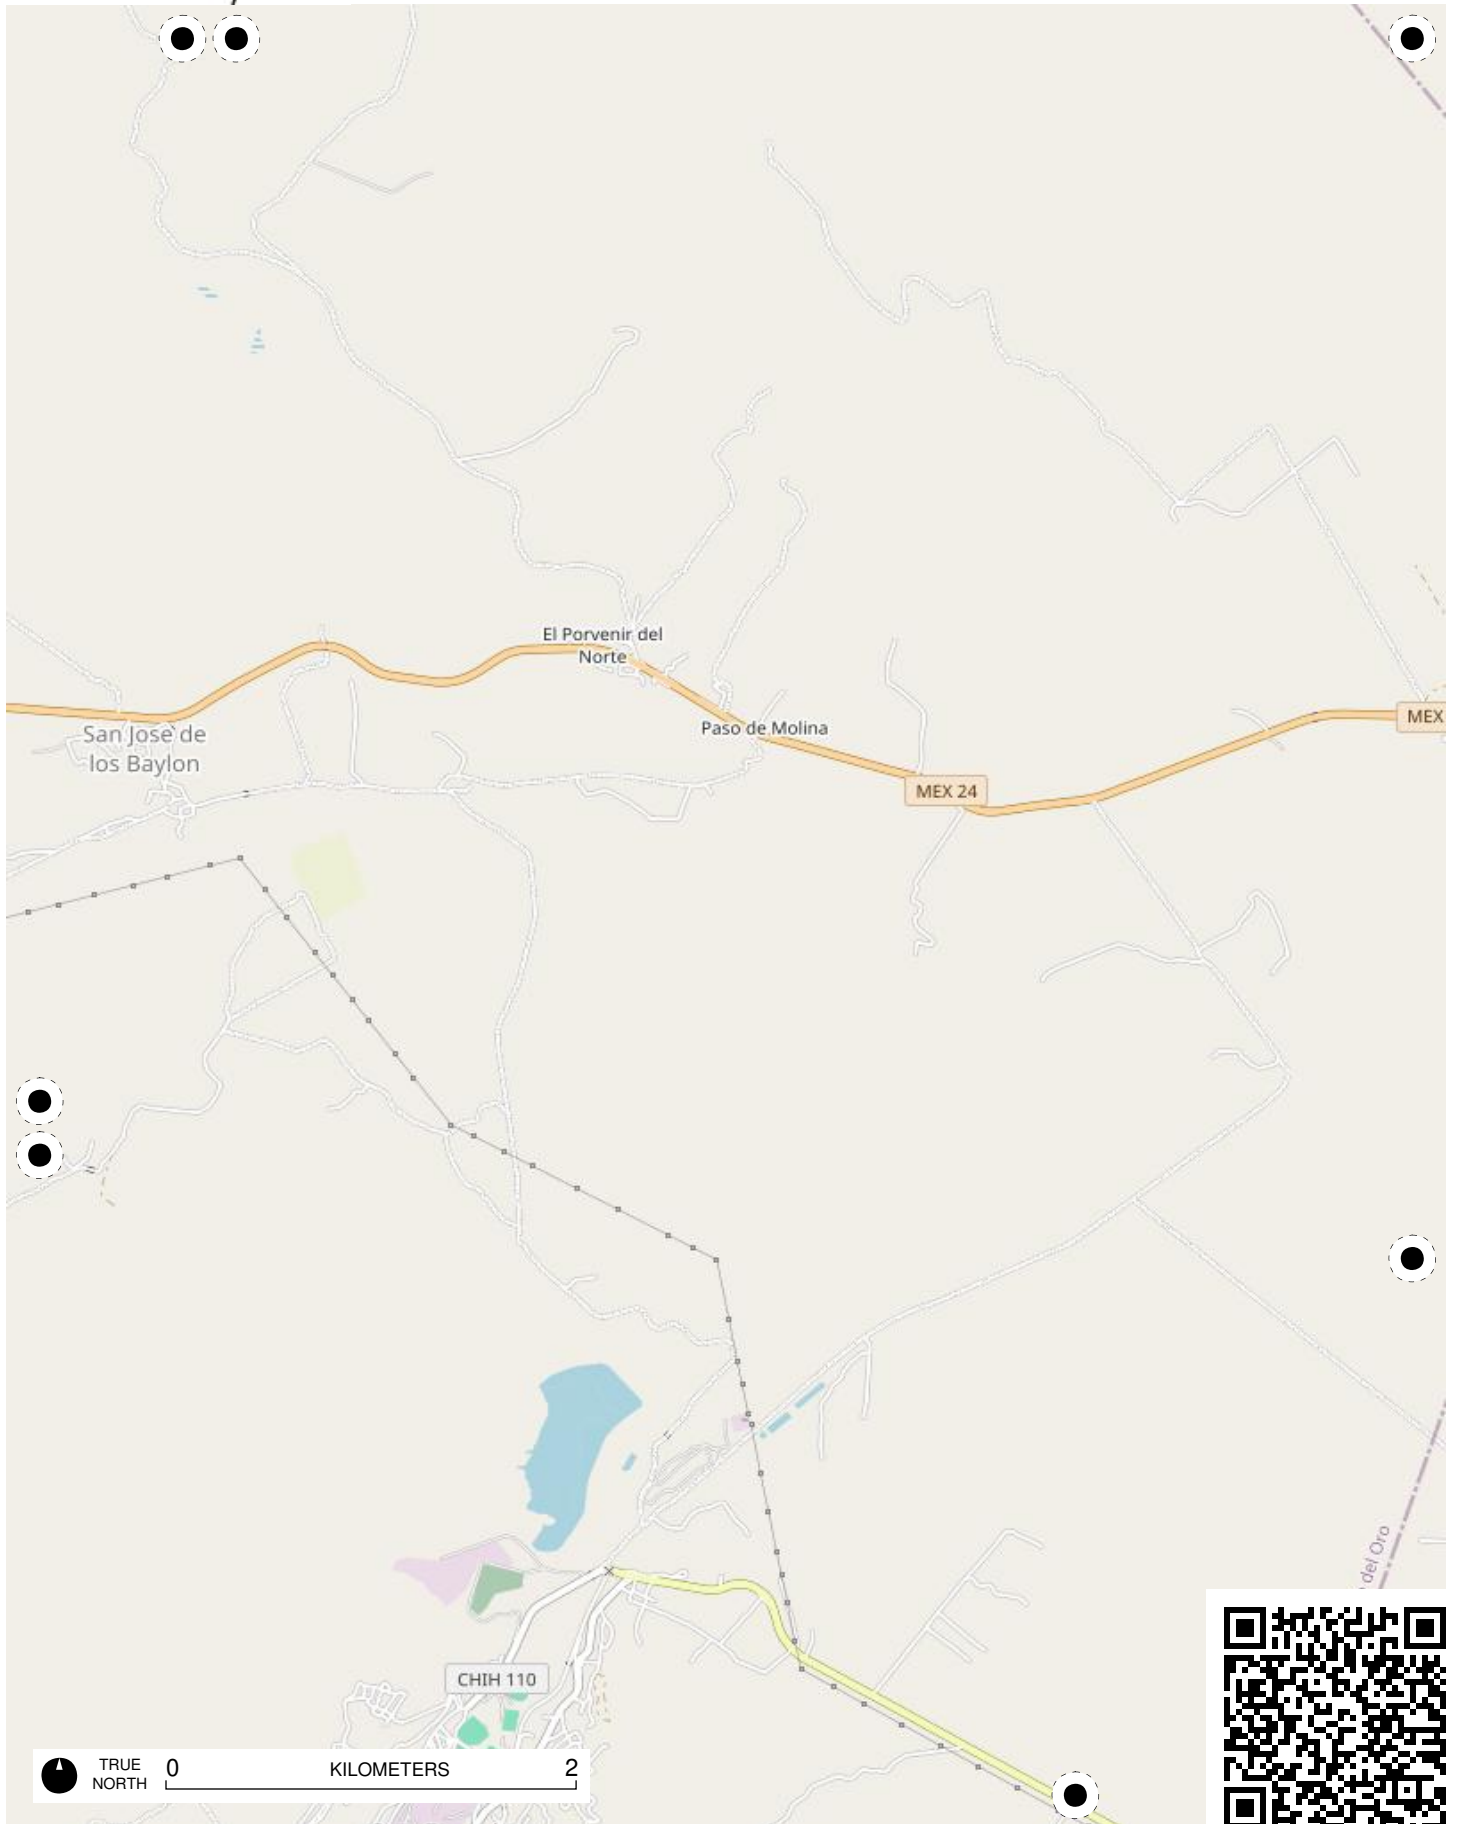 El Porvenir del
Norte
San Jose de
los Baylon
Paso de Molina
MEX
MEX 24
del Oro
CHIH 110
TRUE
NORTH
0
KILOMETERS
2